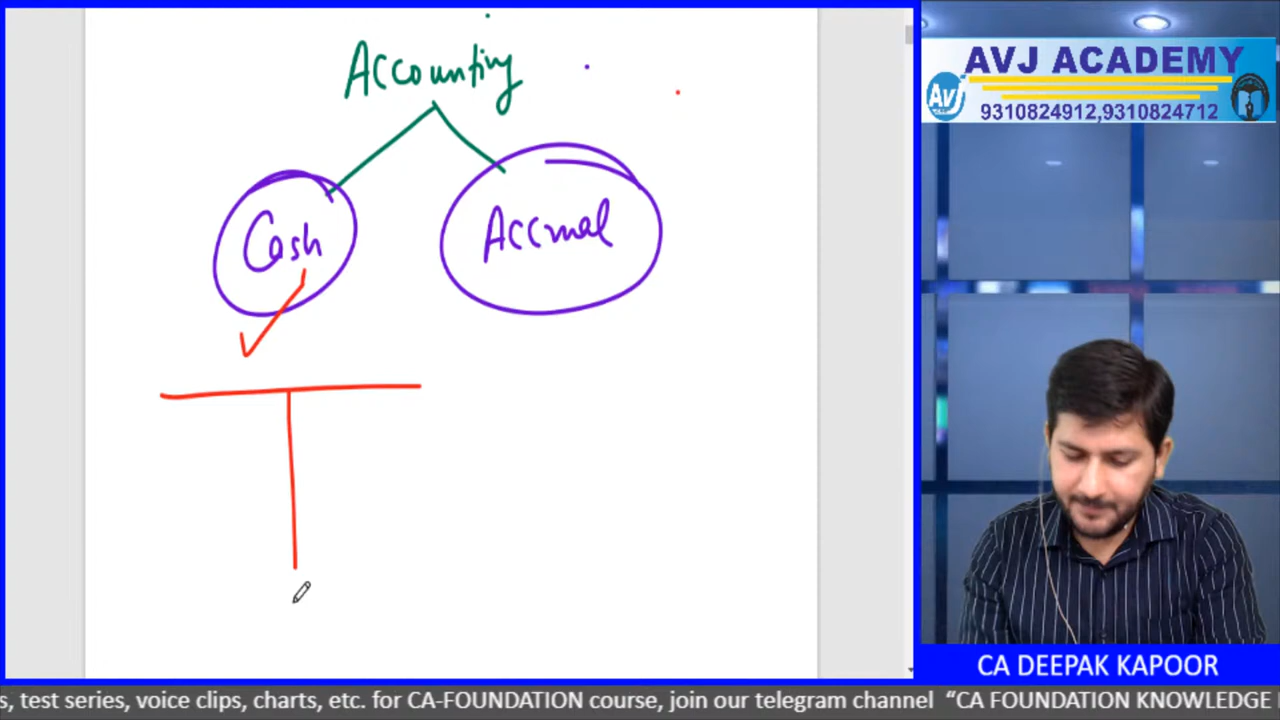 Accounting
Cash
Accrual
AVJ ACADEMY
AVJ
9310824912,9310824712
CA DEEPAK KAPOOR
s, test series, voice clips, charts, etc. for CA-FOUNDATION course, join our telegram channel “CA FOUNDATION KNOWLEDGE